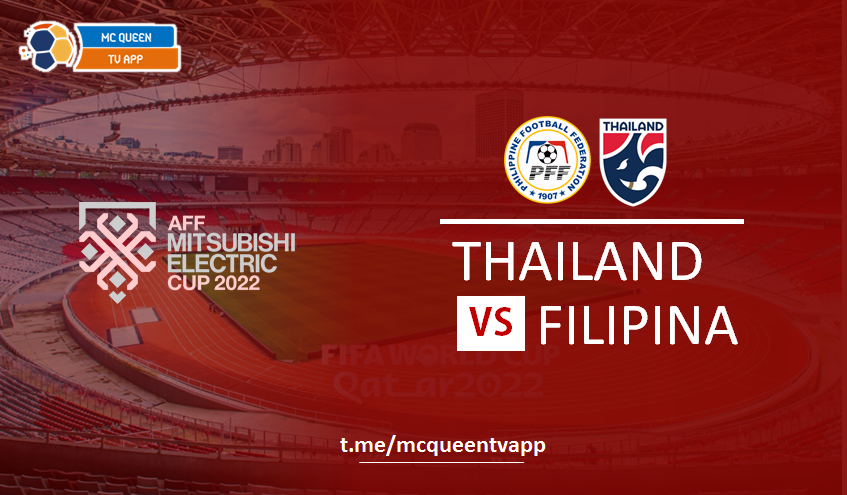 MC QUEEN
TV APP
PHILIPPINE FOOTBALL FEDERATION
PFF
1907
THAILAND
AFF
MITSUBISHI
ELECTRIC
CUP 2022
THAILAND
VS FILIPINA
FIFA WORLD CUP
Qatar2022
t.me/mcqueentvapp